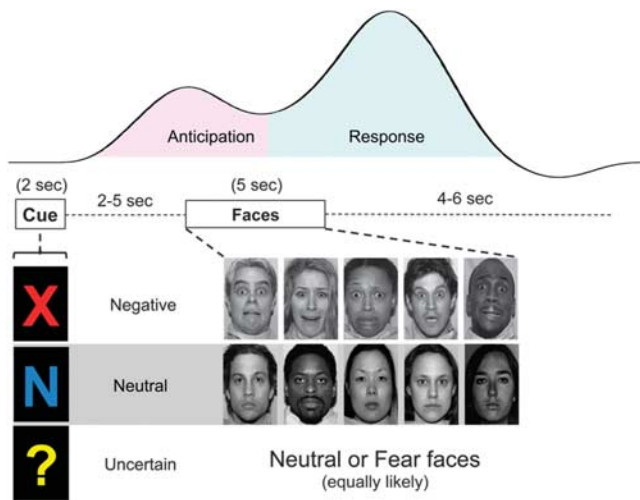 Anticipation
Response
(2 sec)
Cue
2-5 sec
(5 sec)
Faces
4-6 sec
X
Negative
N
Neutral
?
Uncertain
Neutral or Fear faces
(equally likely)